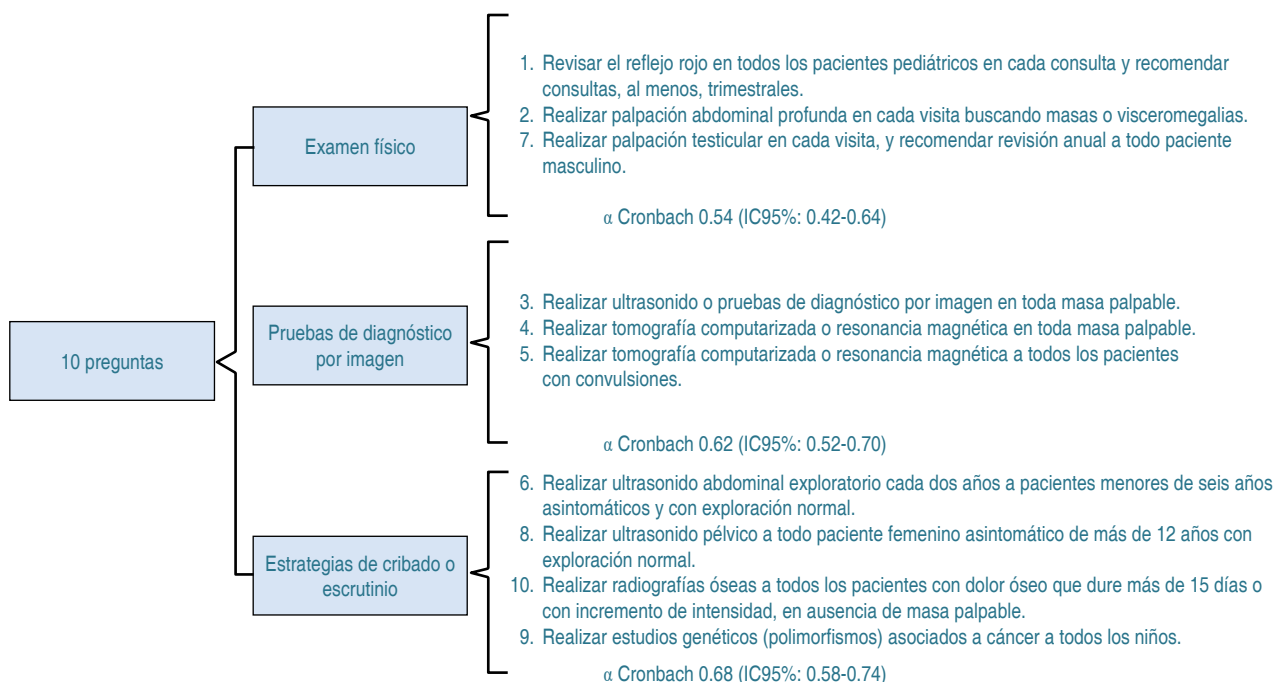 10 preguntas
Examen físico
1. Revisar el reflejo rojo en todos los pacientes pediátricos en cada consulta y recomendar
consultas, al menos, trimestrales.
2. Realizar palpación abdominal profunda en cada visita buscando masas o visceromegalias.
7. Realizar palpación testicular en cada visita, y recomendar revisión anual a todo paciente
masculino.
α Cronbach 0.54 (IC95%: 0.42-0.64)
Pruebas de diagnóstico
por imagen
3. Realizar ultrasonido o pruebas de diagnóstico por imagen en toda masa palpable.
4. Realizar tomografía computarizada o resonancia magnética en toda masa palpable.
5. Realizar tomografía computarizada o resonancia magnética a todos los pacientes
con convulsiones.
α Cronbach 0.62 (IC95%: 0.52-0.70)
Estrategias de cribado o
escrutinio
6. Realizar ultrasonido abdominal exploratorio cada dos años a pacientes menores de seis años
asintomáticos y con exploración normal.
8. Realizar ultrasonido pélvico a todo paciente femenino asintomático de más de 12 años con
exploración normal.
10. Realizar radiografías óseas a todos los pacientes con dolor óseo que dure más de 15 días o
con incremento de intensidad, en ausencia de masa palpable.
9. Realizar estudios genéticos (polimorfismos) asociados a cáncer a todos los niños.
α Cronbach 0.68 (IC95%: 0.58-0.74)